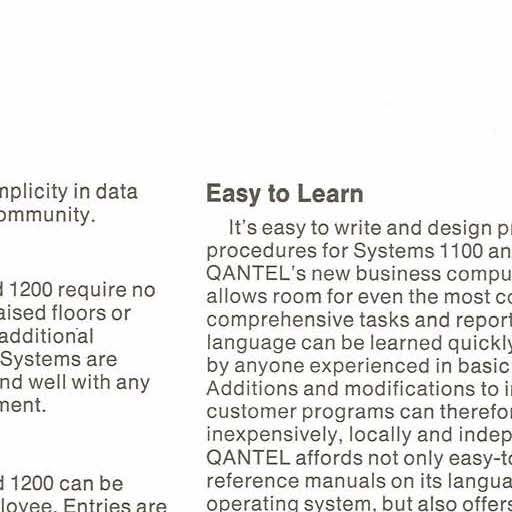 mplicity in data
ommunity.
1200 require no
aised floors or
additional
Systems are
nd well with any
ment.
1200 can be
loyee. Entries are
Easy to Learn
It's easy to write and design
procedures for Systems 1100 an
QANTEL's new business compu
allows room for even the most co
comprehensive tasks and report
language can be learned quickly
by anyone experienced in basic
Additions and modifications to i
customer programs can therefor
inexpensively, locally and indep
QANTEL affords not only easy-to
reference manuals on its langua
operating system, but also offers